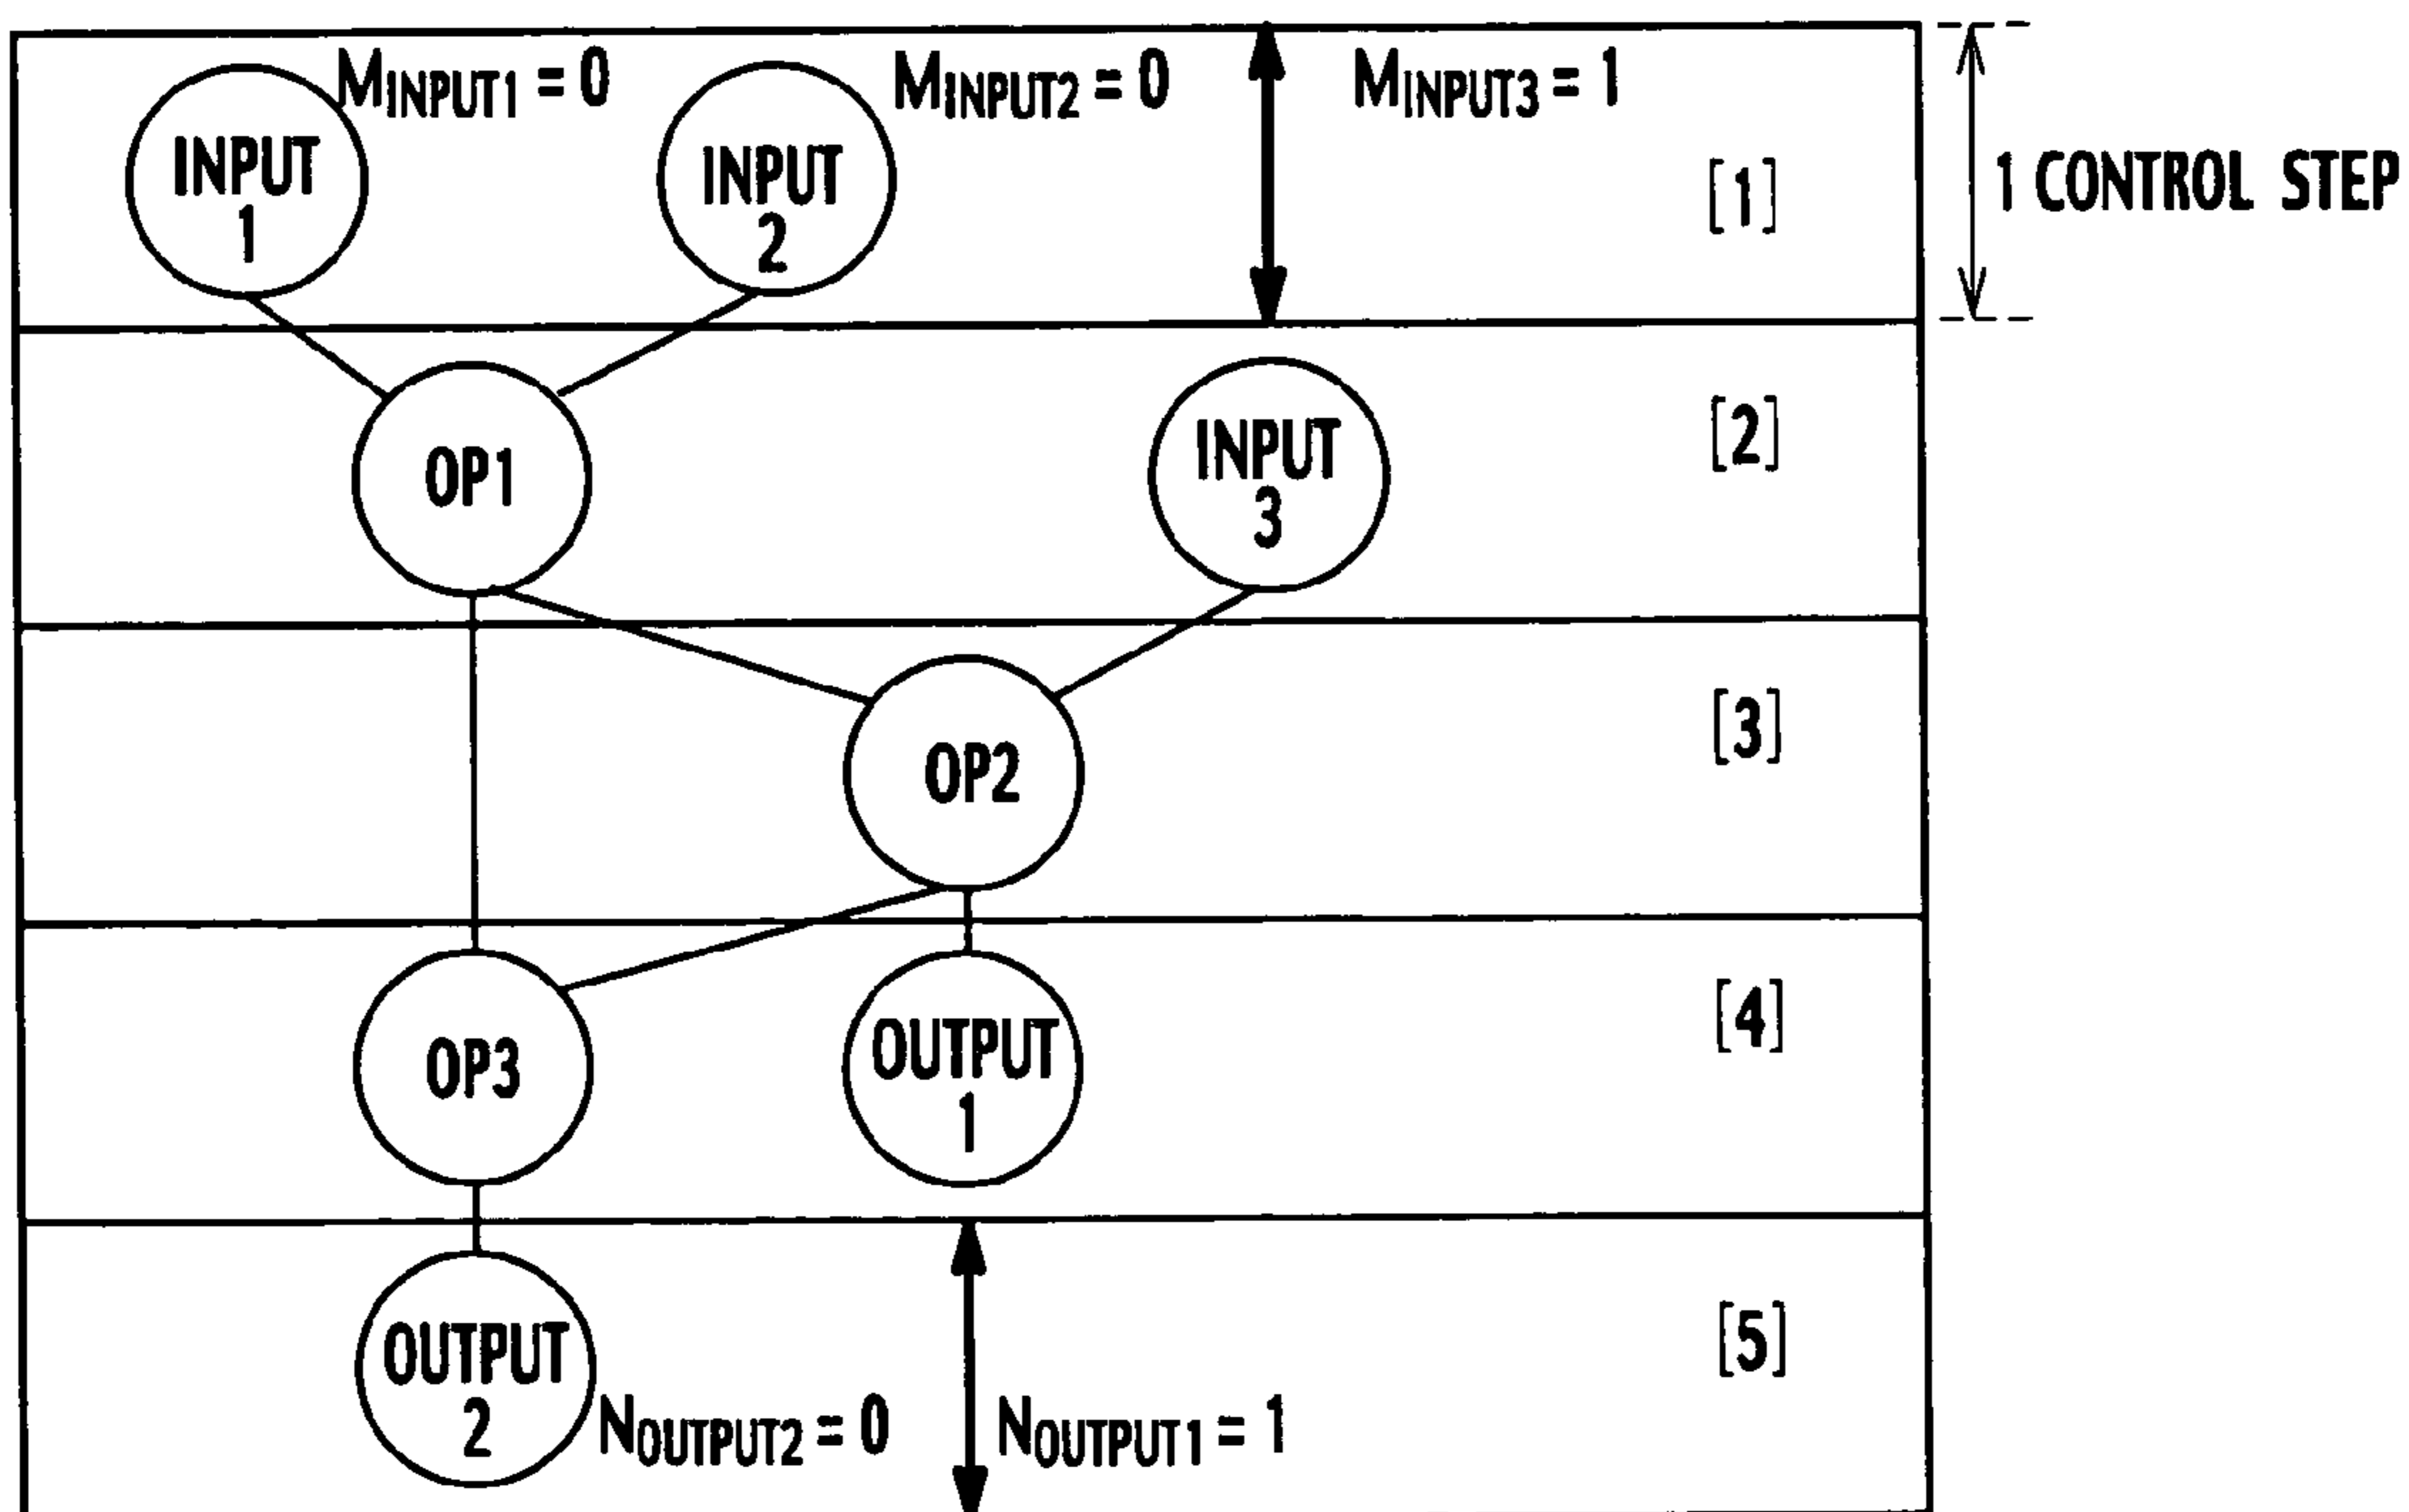 MINPUT1 = 0
MINPUT2 = 0
MINPUT3 = 1
INPUT
1
INPUT
2
[1]
1 CONTROL STEP
OP1
INPUT
3
[2]
OP2
[3]
OP3
OUTPUT
1
[4]
OUTPUT
2
NOUTPUT2 = 0
NOUTPUT1 = 1
[5]